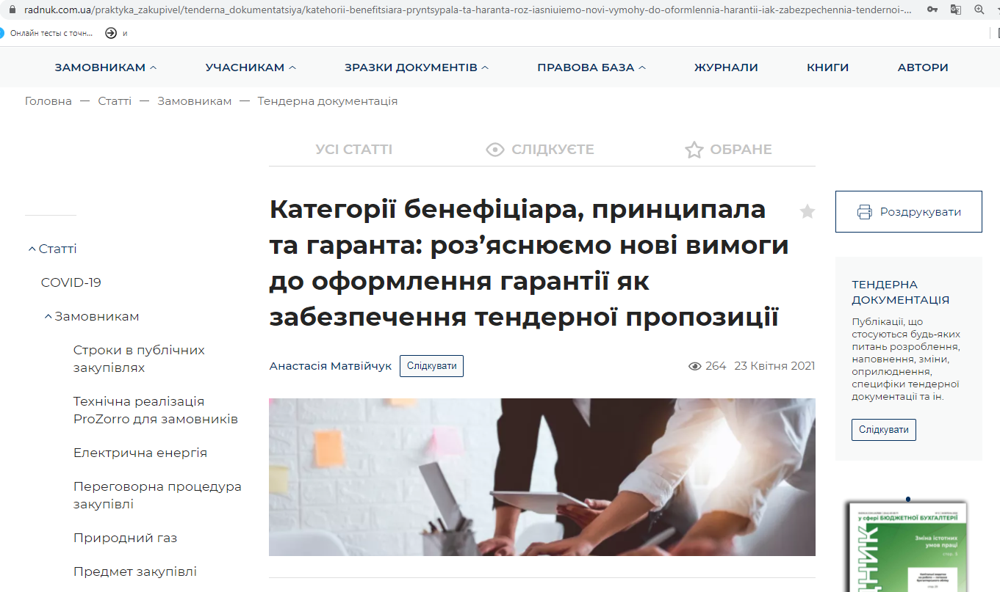 radnuk.com.ua/praktyka_zakupivel/tenderna_dokumentatsiya/katehorii-benefitsiara-pryntsypala-ta-haranta-roz-iasniuiemo-novi-vymohy-do-oformlennia-harantii-iak-zabezpechennia-tendernoi-...
Онлайн тесты с точн... и
ЗАМОВНИКАМ УЧАСНИКАМ ЗРАЗКИ ДОКУМЕНТІВ ПРАВОВА БАЗА ЖУРНАЛИ КНИГИ АВТОРИ
Головна — Статті — Замовникам — Тендерна документація
УСІ СТАТТІ СЛІДКУЄТЕ ОБРАНЕ
Категорії бенефіціара, принципала
та гаранта: роз’яснюємо нові вимоги
до оформлення гарантії як
забезпечення тендерної пропозиції
Анастасія Матвійчук Слідкувати 264 23 Квітня 2021
Статті
COVID-19
Замовникам
Строки в публічних
закупівлях
Технічна реалізація
ProZorro для замовників
Електрична енергія
Переговорна процедура
закупівлі
Природний газ
Предмет закупівлі
Роздрукувати
ТЕНДЕРНА
ДОКУМЕНТАЦІЯ
Публікації, що
стосуються будь-яких
питань розроблення,
наповнення, зміни,
оприлюднення,
специфіки тендерної
документації та ін.
Слідкувати
у сфері БЮДЖЕТНОЇ БУХГАЛТЕРІЇ
Зміна істотних
умов праці